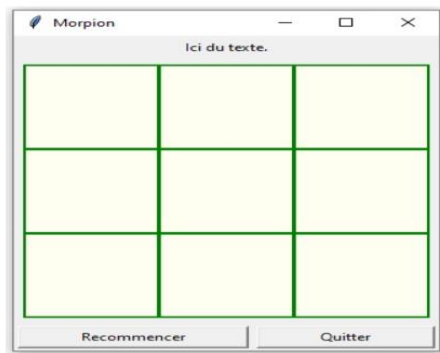 Morpion
Ici du texte.
Recommencer Quitter